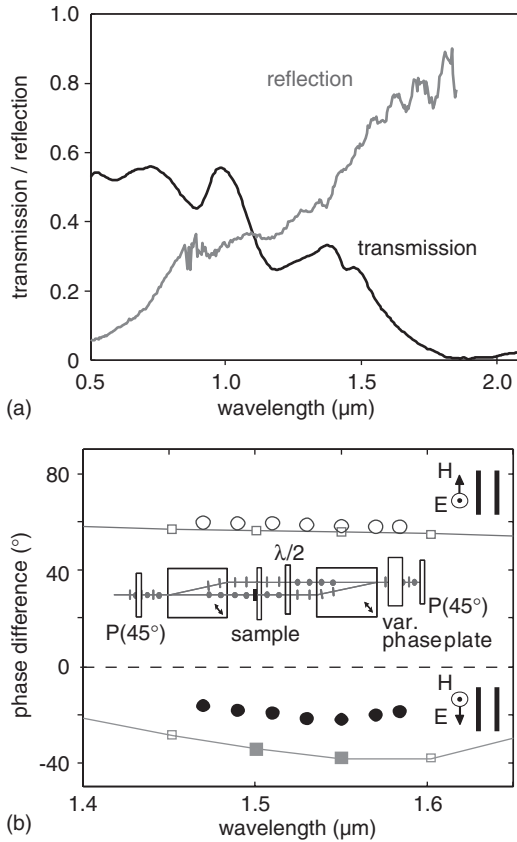 1.0
0.8
0.6
0.4
0.2
0
transmission / reflection
reflection
transmission
0.5
1.0
1.5
2.0
wavelength (μm)
(a)
80
40
0
-40
phase difference (°)
H
E
λ/2
P(45°)
sample
var.
phaseplate
P(45°)
H
E
1.4
1.5
1.6
wavelength (μm)
(b)